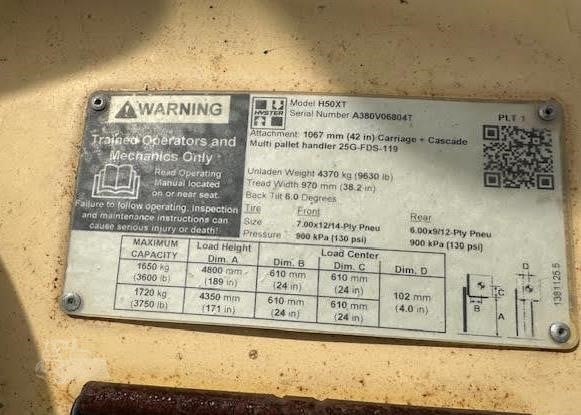 WARNING
Trained Operators and
Mechanics Only
Read Operating
Manual located
on or near seat.
Failure to follow operating, inspection
and maintenance instructions can
cause serious injury or death!
HYSTER
Model H50XT
Serial Number A380V06804T
PLT 1
Attachment: 1067 mm (42 in) Carriage + Cascade
Multi pallet handler 25G-FDS-119
Unladen Weight 4370 kg (9630 lb)
Tread Width 970 mm (38.2 in)
Back Tilt 6.0 Degrees
Tire Front Rear
Size 7.00x12/14-Ply Pneu 6.00x9/12-Ply Pneu
Pressure 900 kPa (130 psi) 900 kPa (130 psi)
MAXIMUM CAPACITY
Load Height
Dim. A
Load Center
Dim. B Dim. C Dim. D
1650 kg (3600 lb) 4800 mm (189 in) 610 mm (24 in) 610 mm (24 in)
1720 kg (3750 lb) 4350 mm (171 in) 610 mm (24 in) 610 mm (24 in)
102 mm (4.0 in)
D
C
B
A
1381125.5